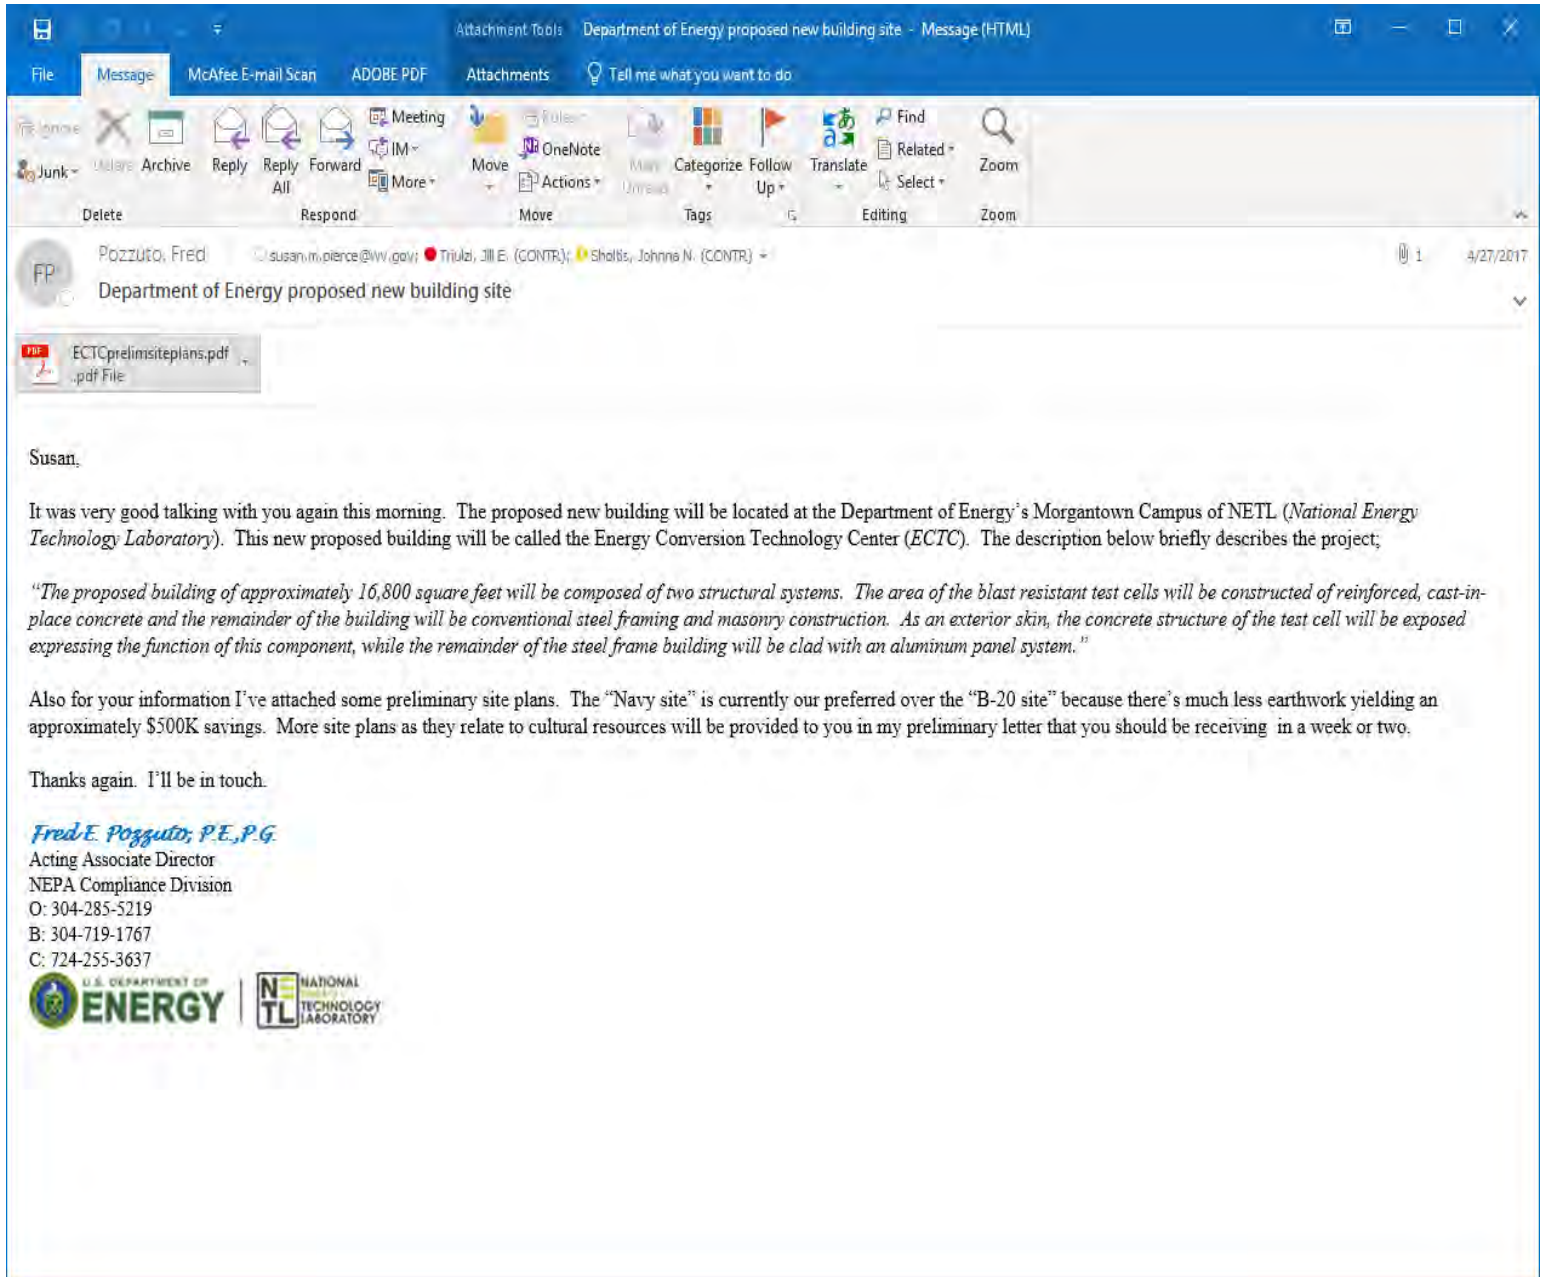 Attachment Tools Department of Energy proposed new building site - Message (HTML)
File Message McAfee E-mail Scan ADOBE PDF Attachments Tell me what you want to do
Ignore
Junk
Delete
Archive
Reply
Reply All
Forward
Meeting
IM
More
Move
Rules
OneNote
Actions
Mark Unread
Categorize
Follow Up
Translate
Find
Related
Select
Zoom
Delete Respond Move Tags Editing Zoom
FP
Pozzuto, Fred susan.m.pierce@wv.gov; Triulzi, Jill E. (CONTR); Sholtis, Johnna N. (CONTR) 1 4/27/2017
Department of Energy proposed new building site
PDF
ECTCprelimsiteplans.pdf
.pdf File
Susan,
It was very good talking with you again this morning. The proposed new building will be located at the Department of Energy's Morgantown Campus of NETL (National Energy
Technology Laboratory). This new proposed building will be called the Energy Conversion Technology Center (ECTC). The description below briefly describes the project;
“The proposed building of approximately 16,800 square feet will be composed of two structural systems. The area of the blast resistant test cells will be constructed of reinforced, cast-in-
place concrete and the remainder of the building will be conventional steel framing and masonry construction. As an exterior skin, the concrete structure of the test cell will be exposed
expressing the function of this component, while the remainder of the steel frame building will be clad with an aluminum panel system.”
Also for your information I've attached some preliminary site plans. The “Navy site” is currently our preferred over the “B-20 site” because there's much less earthwork yielding an
approximately $500K savings. More site plans as they relate to cultural resources will be provided to you in my preliminary letter that you should be receiving in a week or two.
Thanks again. I'll be in touch.
Fred E. Pozzuto, P.E.,P.G.
Acting Associate Director
NEPA Compliance Division
O: 304-285-5219
B: 304-719-1767
C: 724-255-3637
U.S. DEPARTMENT OF
ENERGY
NETL
NATIONAL
TECHNOLOGY
LABORATORY